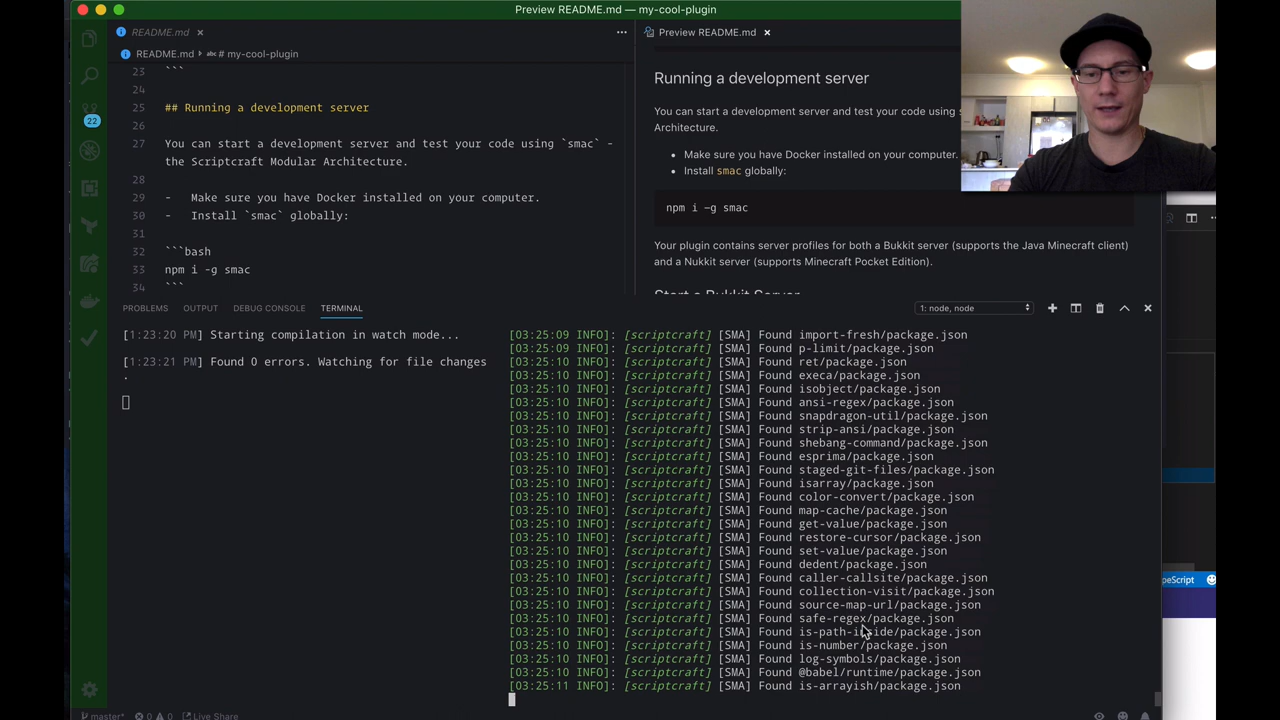 Preview README.md — my-cool-plugin
README.md
README.md › # my-cool-plugin
22
23 ```
24
25 ## Running a development server
26
27 You can start a development server and test your code using `smac` -
the Scriptcraft Modular Architecture.
28
29 - Make sure you have Docker installed on your computer.
30 - Install `smac` globally:
31
32 ```bash
33 npm i -g smac
34 ```
Preview README.md
Running a development server
You can start a development server and test your code using
Architecture.
• Make sure you have Docker installed on your computer.
• Install smac globally:
npm i -g smac
Your plugin contains server profiles for both a Bukkit server (supports the Java Minecraft client)
and a Nukkit server (supports Minecraft Pocket Edition).
Start a Bukkit Server
PROBLEMS OUTPUT DEBUG CONSOLE TERMINAL
1: node, node
[1:23:20 PM] Starting compilation in watch mode...
[1:23:21 PM] Found 0 errors. Watching for file changes
.
[03:25:09 INFO]: [scriptcraft] [SMA] Found import-fresh/package.json
[03:25:09 INFO]: [scriptcraft] [SMA] Found p-limit/package.json
[03:25:10 INFO]: [scriptcraft] [SMA] Found ret/package.json
[03:25:10 INFO]: [scriptcraft] [SMA] Found execa/package.json
[03:25:10 INFO]: [scriptcraft] [SMA] Found isobject/package.json
[03:25:10 INFO]: [scriptcraft] [SMA] Found ansi-regex/package.json
[03:25:10 INFO]: [scriptcraft] [SMA] Found snapdragon-util/package.json
[03:25:10 INFO]: [scriptcraft] [SMA] Found strip-ansi/package.json
[03:25:10 INFO]: [scriptcraft] [SMA] Found shebang-command/package.json
[03:25:10 INFO]: [scriptcraft] [SMA] Found esprima/package.json
[03:25:10 INFO]: [scriptcraft] [SMA] Found staged-git-files/package.json
[03:25:10 INFO]: [scriptcraft] [SMA] Found isarray/package.json
[03:25:10 INFO]: [scriptcraft] [SMA] Found color-convert/package.json
[03:25:10 INFO]: [scriptcraft] [SMA] Found map-cache/package.json
[03:25:10 INFO]: [scriptcraft] [SMA] Found get-value/package.json
[03:25:10 INFO]: [scriptcraft] [SMA] Found restore-cursor/package.json
[03:25:10 INFO]: [scriptcraft] [SMA] Found set-value/package.json
[03:25:10 INFO]: [scriptcraft] [SMA] Found dedent/package.json
[03:25:10 INFO]: [scriptcraft] [SMA] Found caller-callsite/package.json
[03:25:10 INFO]: [scriptcraft] [SMA] Found collection-visit/package.json
[03:25:10 INFO]: [scriptcraft] [SMA] Found source-map-url/package.json
[03:25:10 INFO]: [scriptcraft] [SMA] Found safe-regex/package.json
[03:25:10 INFO]: [scriptcraft] [SMA] Found is-path-inside/package.json
[03:25:10 INFO]: [scriptcraft] [SMA] Found is-number/package.json
[03:25:10 INFO]: [scriptcraft] [SMA] Found log-symbols/package.json
[03:25:10 INFO]: [scriptcraft] [SMA] Found @babel/runtime/package.json
[03:25:11 INFO]: [scriptcraft] [SMA] Found is-arrayish/package.json
peScript
master* 0 0 Live Share